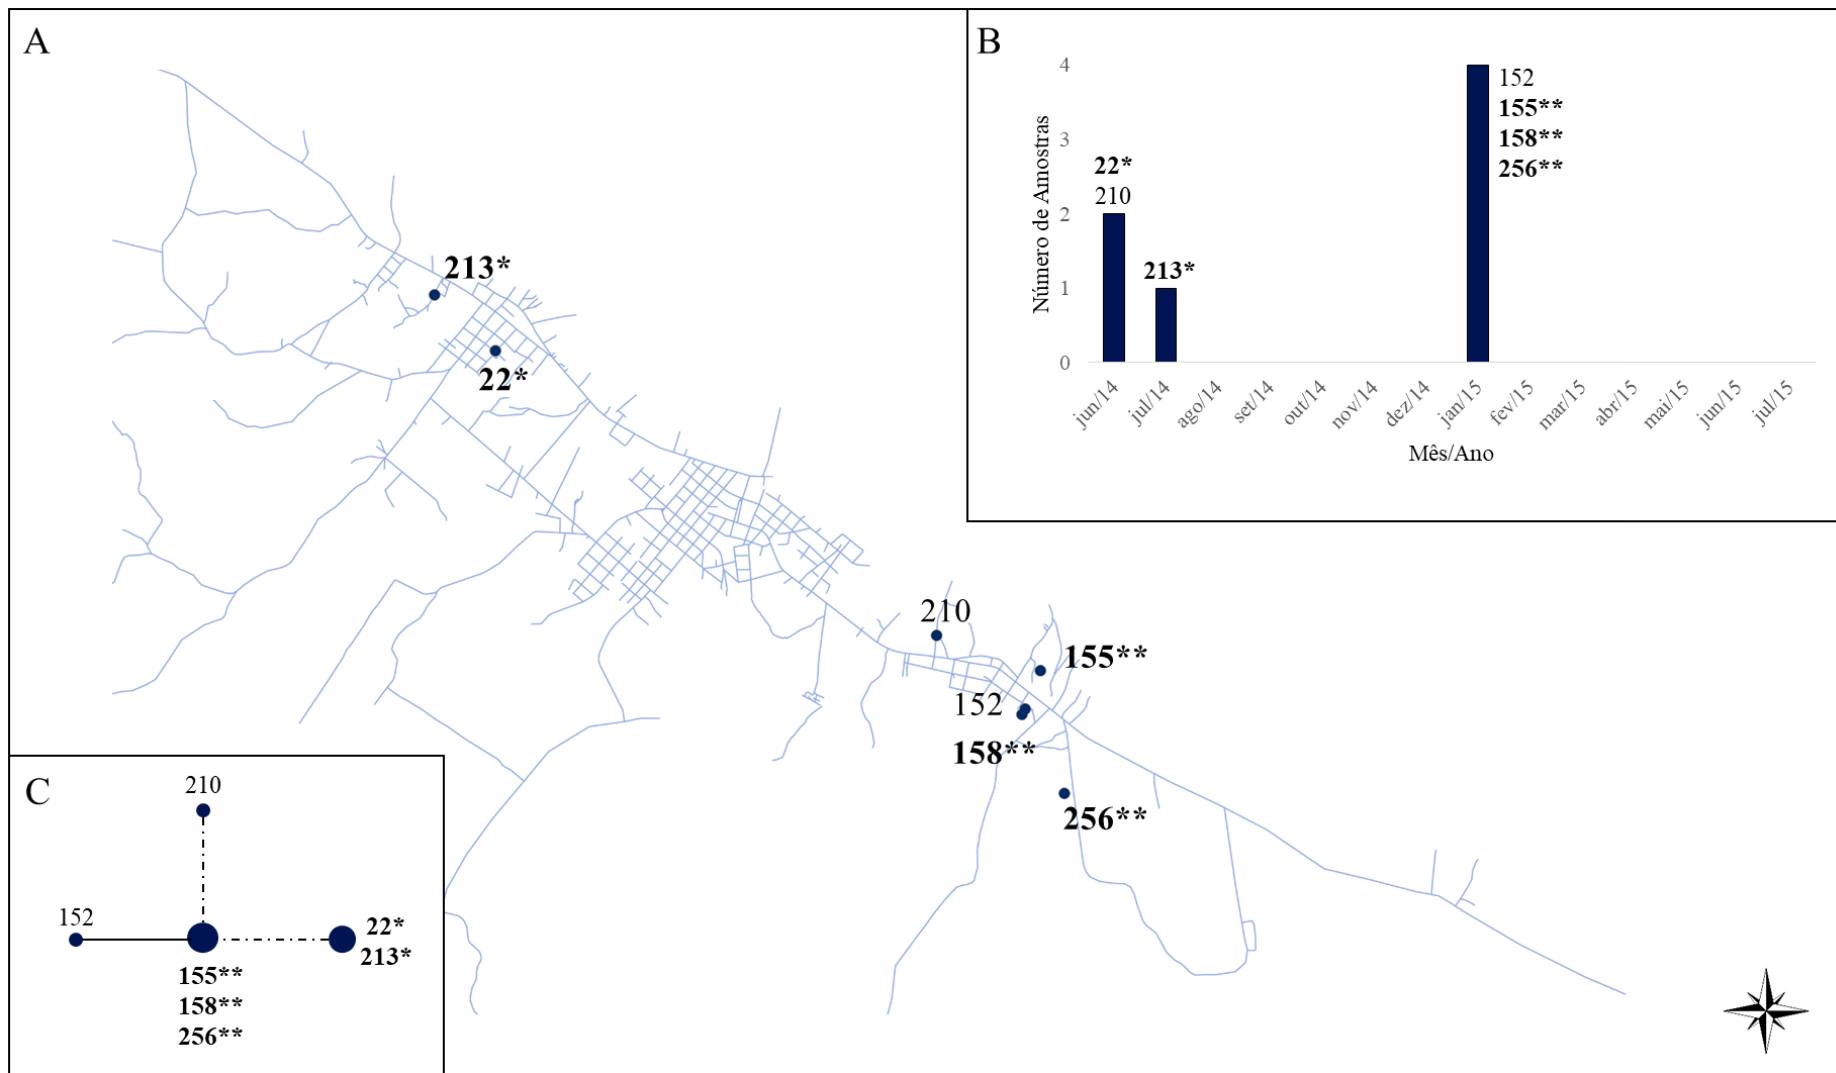 A
213*
22*
210
155**
152
158**
256**
B
Número de Amostras
4
3
2
1
0
22*
210
213*
152
155**
158**
256**
jun/14
jul/14
ago/14
set/14
out/14
nov/14
dez/14
jan/15
fev/15
mar/15
abr/15
mai/15
jun/15
jul/15
Mês/Ano
C
210
152
22*
213*
155**
158**
256**